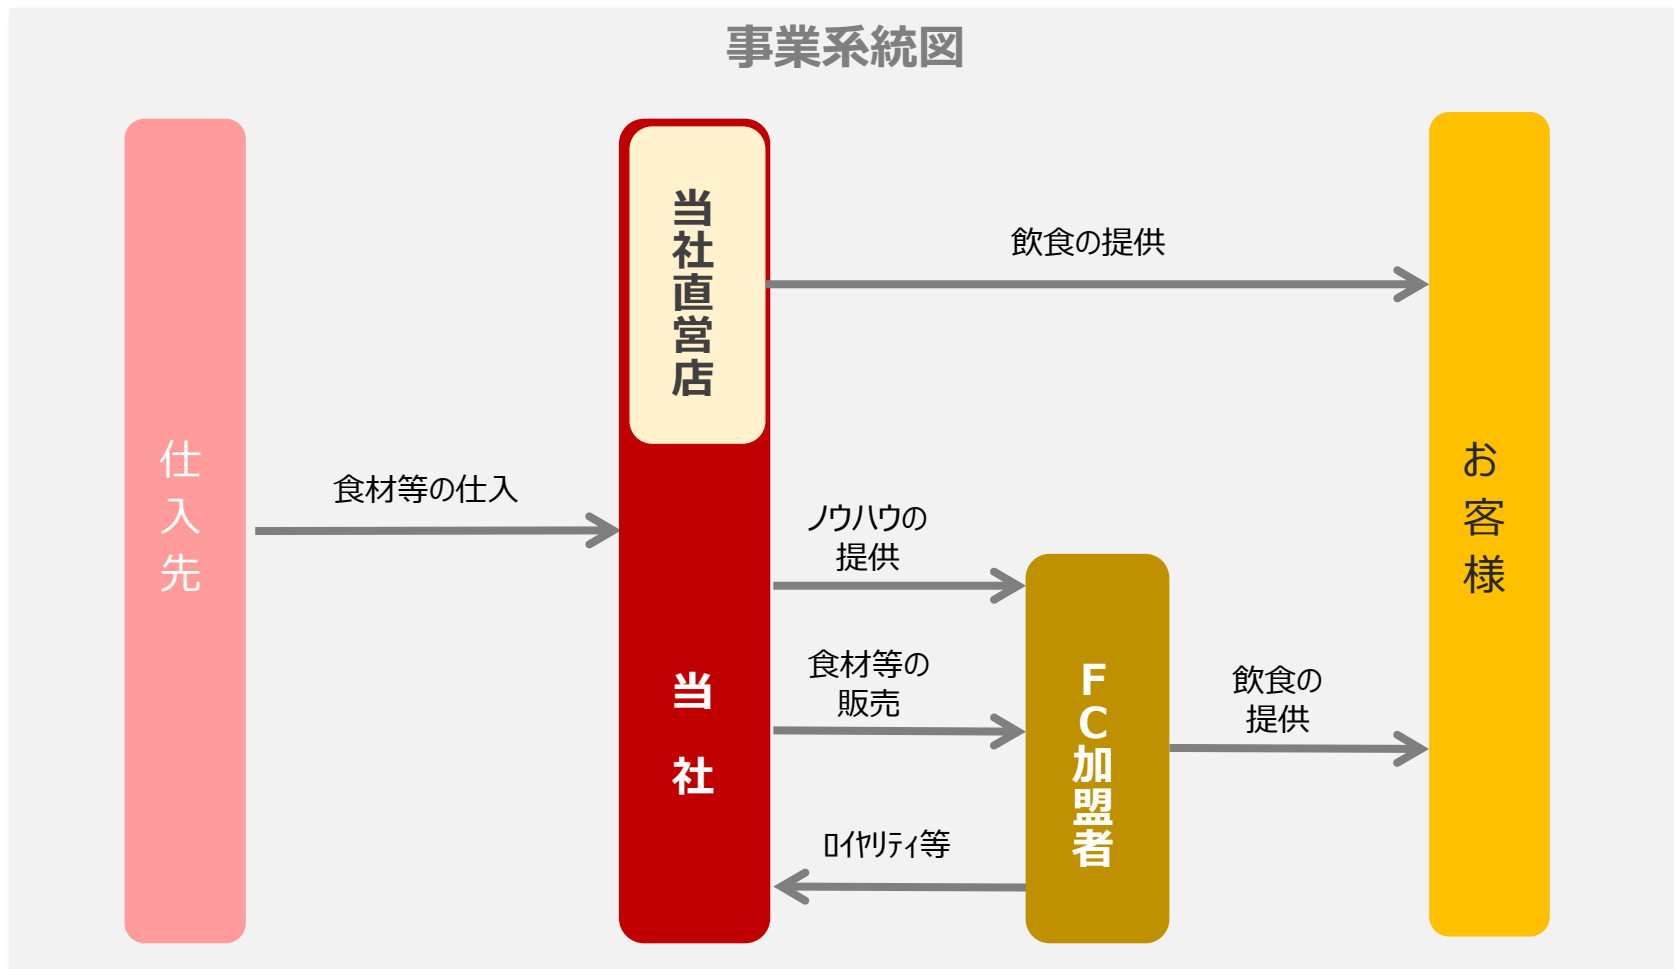 事業系統図
仕入先
食材等の仕入
当社直営店
当社
飲食の提供
ノウハウの
提供
食材等の
販売
ロイヤリティ等
FC加盟者
飲食の
提供
お客様